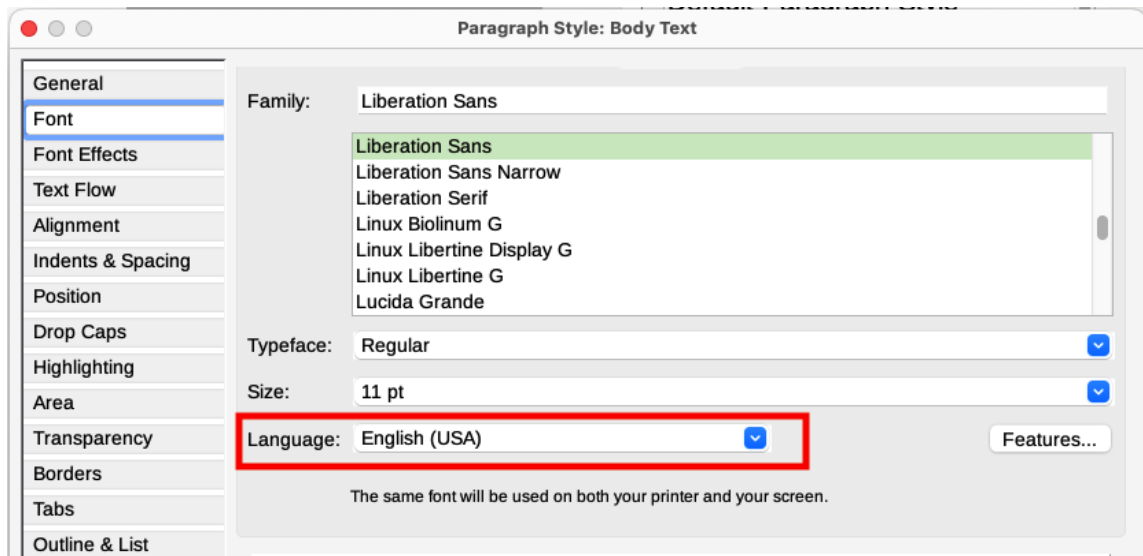 Paragraph Style: Body Text
General
Font
Font Effects
Text Flow
Alignment
Indents & Spacing
Position
Drop Caps
Highlighting
Area
Transparency
Borders
Tabs
Outline & List
Family: Liberation Sans
Liberation Sans
Liberation Sans Narrow
Liberation Serif
Linux Biolinum G
Linux Libertine Display G
Linux Libertine G
Lucida Grande
Typeface: Regular
Size: 11 pt
Language: English (USA) Features...
The same font will be used on both your printer and your screen.